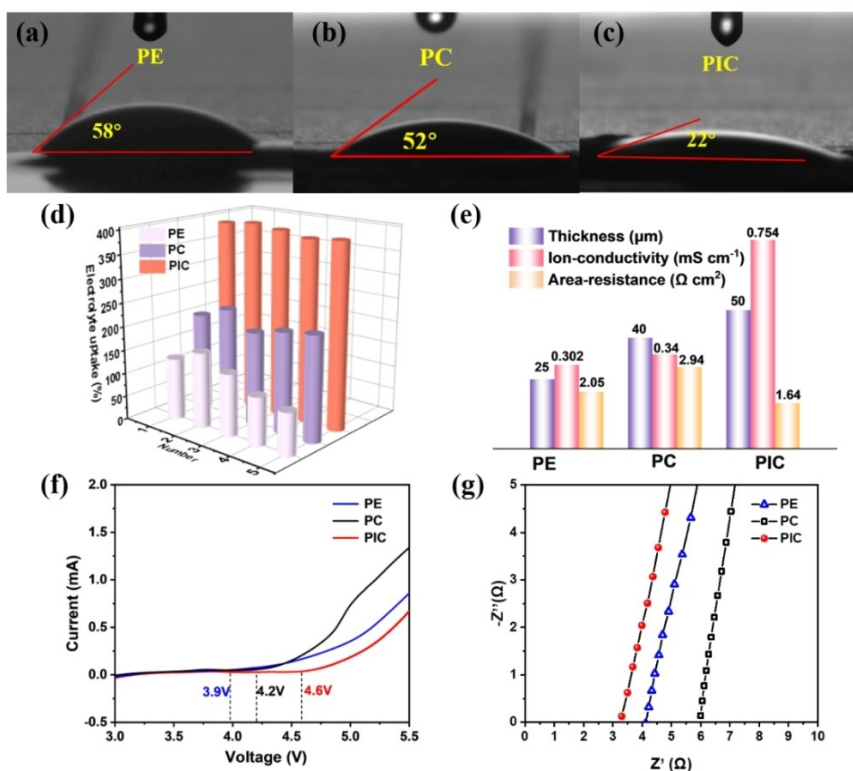 (a)
PE
58°
(b)
PC
52°
(c)
PIC
22°
(d)
PE
PC
PIC
Electrolyte uptake (%)
400
350
300
250
200
150
100
50
0
1
2
3
4
5
Number
(e)
Thickness (μm)
Ion-conductivity (mS cm⁻¹)
Area-resistance (Ω cm²)
25
0.302
2.05
40
0.34
2.94
50
0.754
1.64
PE
PC
PIC
(f)
PE
PC
PIC
Current (mA)
2.0
1.5
1.0
0.5
0.0
-0.5
3.9V
4.2V
4.6V
3.0
3.5
4.0
4.5
5.0
5.5
Voltage (V)
(g)
PE
PC
PIC
-Z''(Ω)
5
4
3
2
1
0
0 1 2 3 4 5 6 7 8 9 10
Z' (Ω)